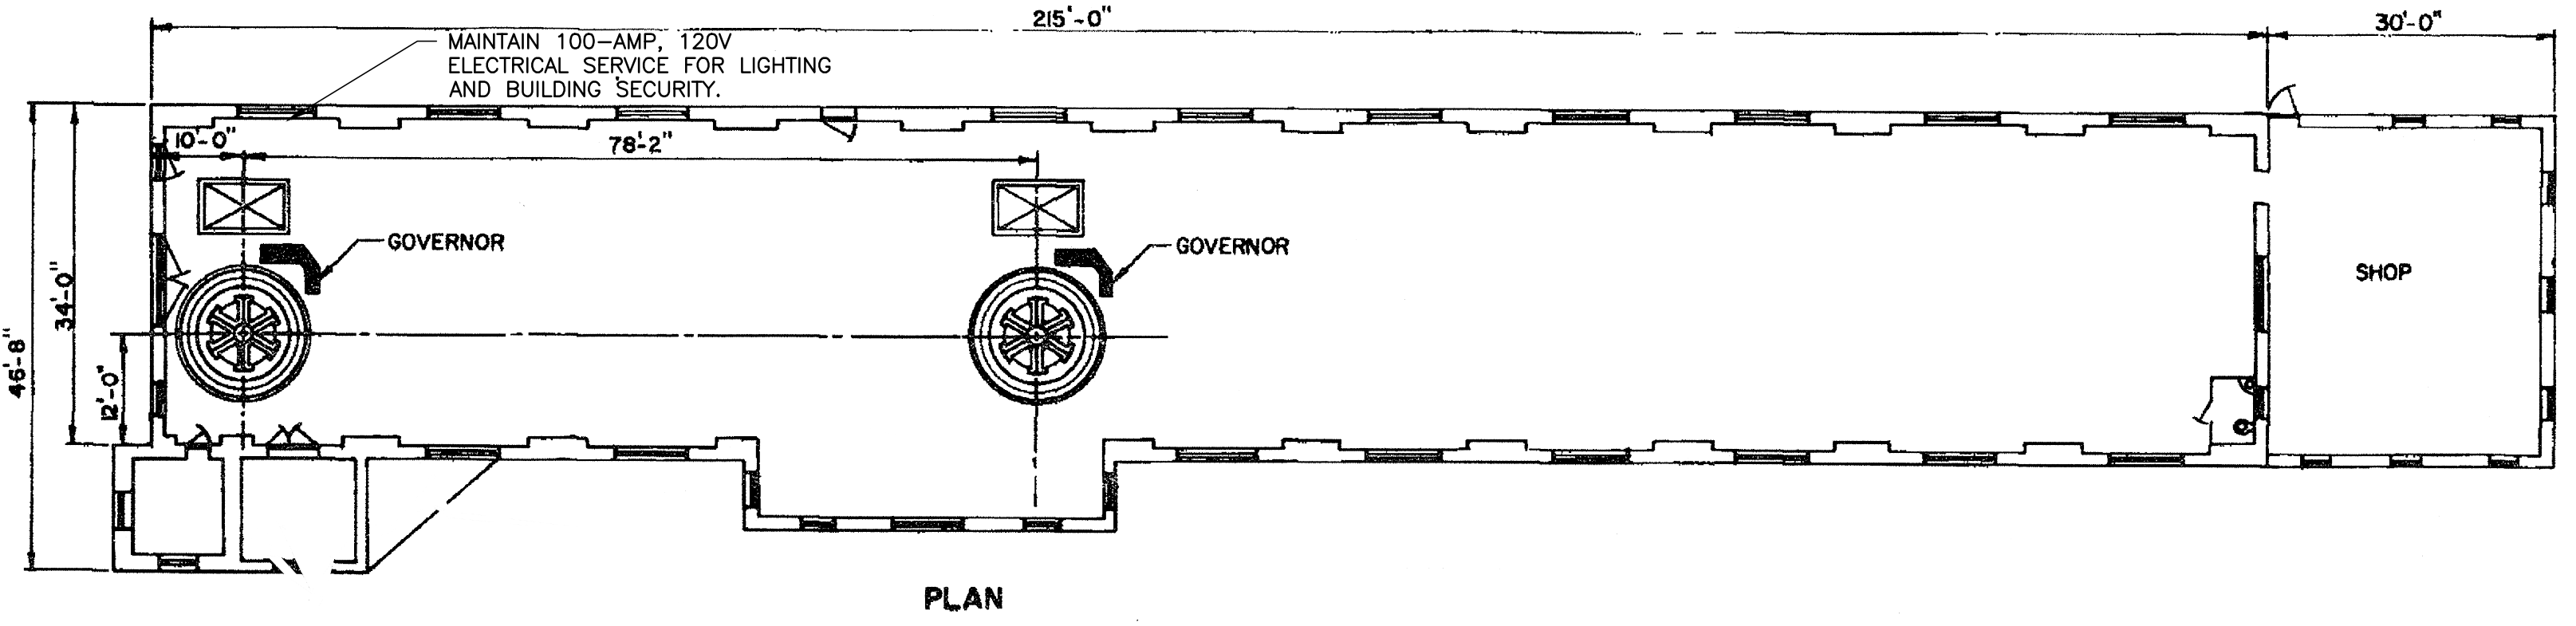 215'-0"
30'-0"
MAINTAIN 100-AMP, 120V
ELECTRICAL SERVICE FOR LIGHTING
AND BUILDING SECURITY.
10'-0"
78'-2"
GOVERNOR
GOVERNOR
SHOP
34'-0"
46'-8"
12'-0"
PLAN